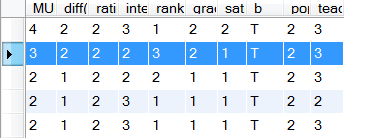 MU diff( rati inte rank grac sat b pop teac
4 2 2 3 1 2 2 T 2 3
3 2 2 2 3 2 1 T 2 3
2 1 2 2 2 1 1 T 2 3
2 1 2 3 1 1 1 T 2 2
2 1 2 3 1 1 1 T 2 3